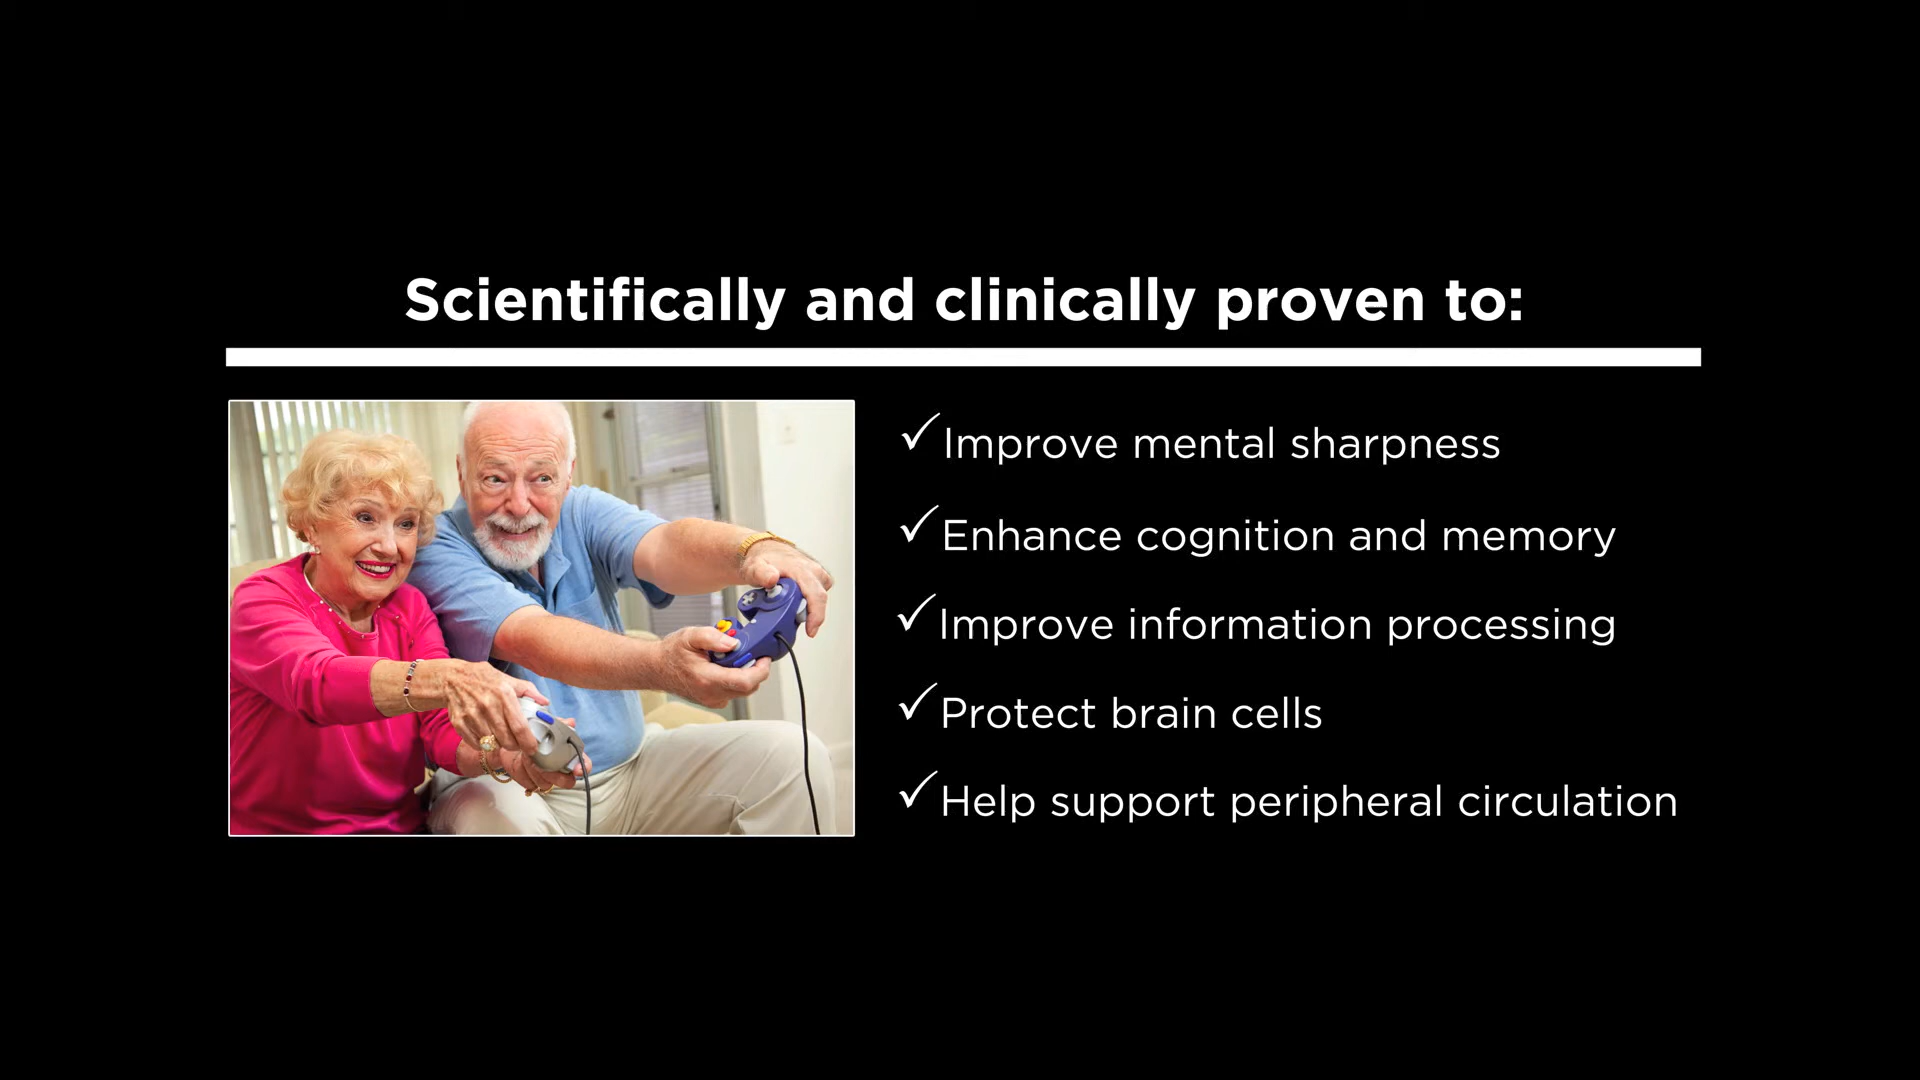 Scientifically and clinically proven to:
✓Improve mental sharpness
✓Enhance cognition and memory
✓Improve information processing
✓Protect brain cells
✓Help support peripheral circulation